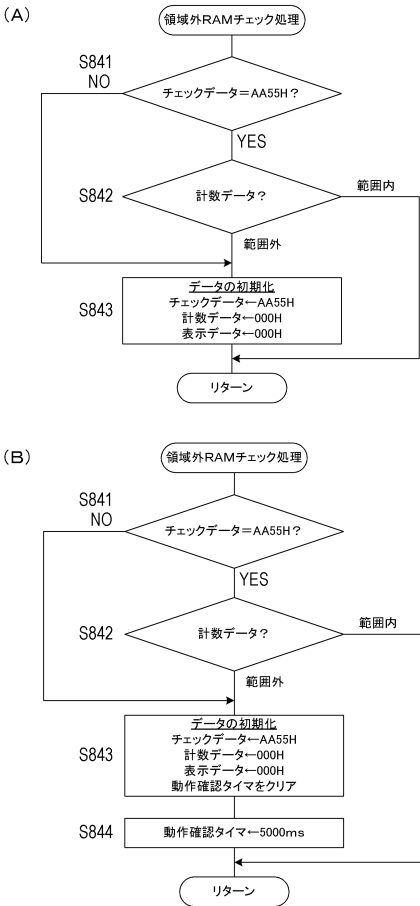 (A)
領域外RAMチェック処理
S841
NO
チェックデータ=AA55H?
YES
S842
計数データ?
範囲内
範囲外
S843
データの初期化
チェックデータ←AA55H
計数データ←000H
表示データ←000H
リターン
(B)
領域外RAMチェック処理
S841
NO
チェックデータ=AA55H?
YES
S842
計数データ?
範囲内
範囲外
S843
データの初期化
チェックデータ←AA55H
計数データ←000H
表示データ←000H
動作確認タイマをクリア
S844
動作確認タイマ←5000ms
リターン